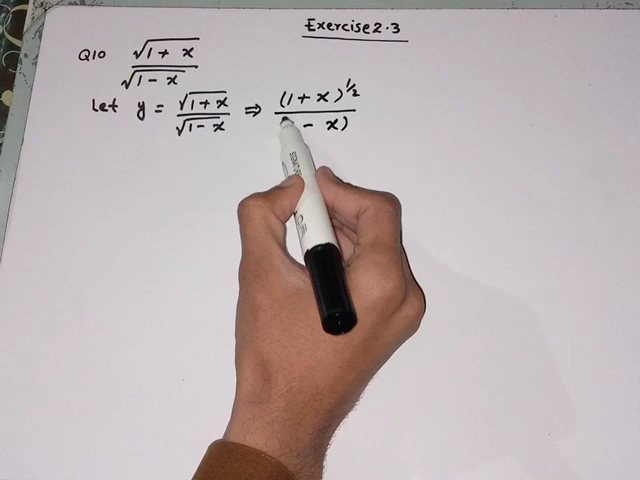 Exercise 2.3
Q10 √(1 + x) / √(1 - x)
Let y = √(1+x) / √(1-x) ⇒ (1+x)^1/2 / - x)